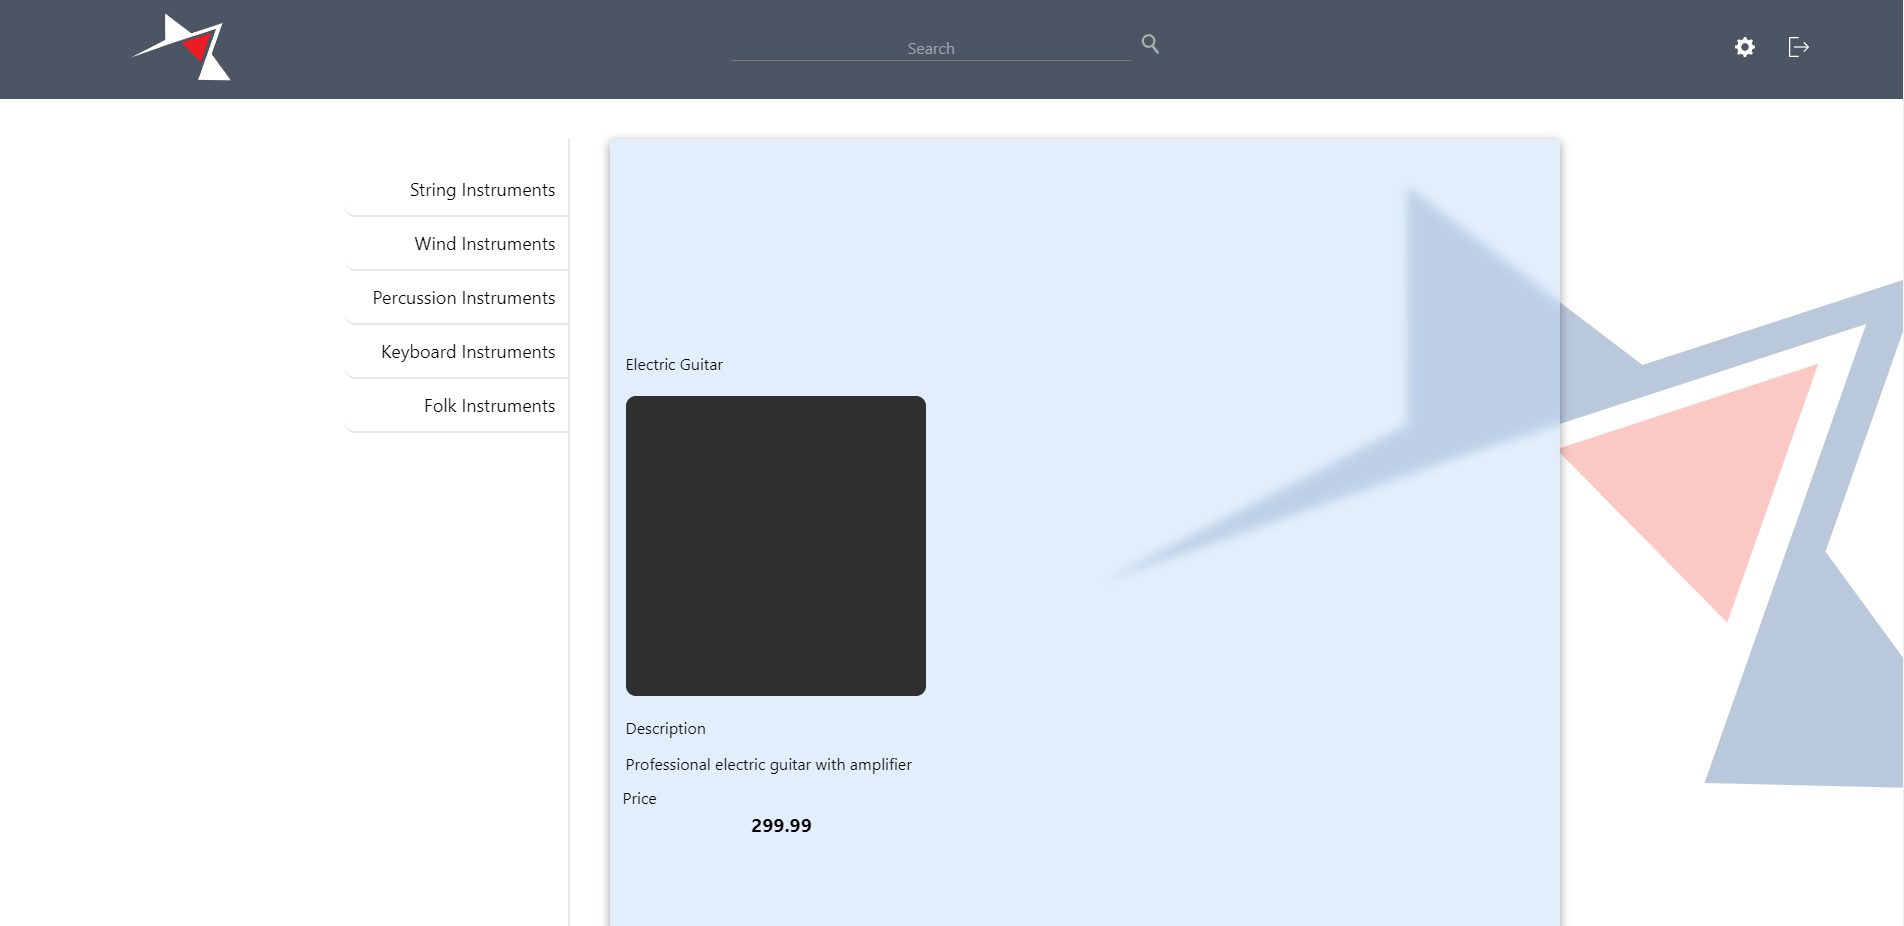 Search
String Instruments
Wind Instruments
Percussion Instruments
Keyboard Instruments
Folk Instruments
Electric Guitar
Description
Professional electric guitar with amplifier
Price
299.99